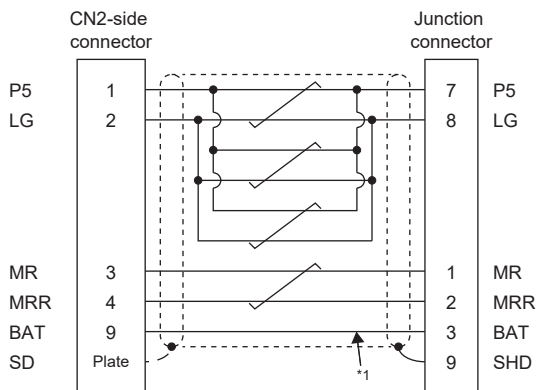 CN2-side connector
Junction connector
P5 1 7 P5
LG 2 8 LG
MR 3 1 MR
MRR 4 2 MRR
BAT 9 3 BAT
SD Plate 9 SHD
*1